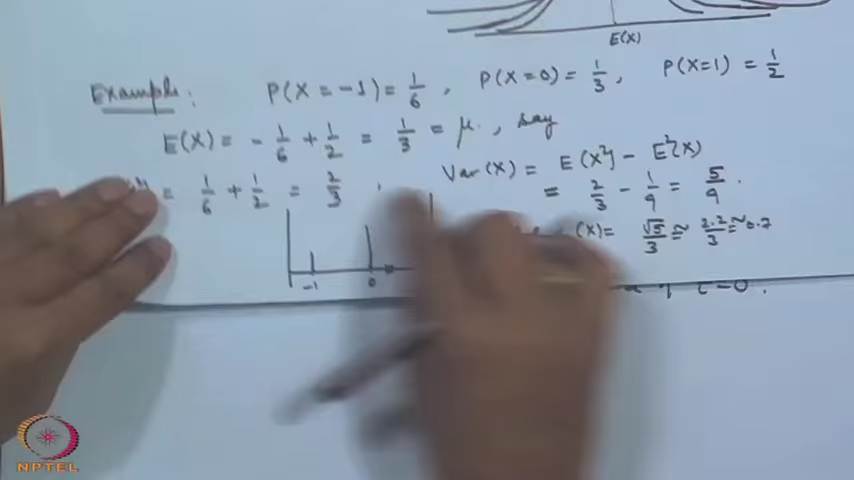 E(X)
Example: P(X = -1) = 1/6 , P(X = 0) = 1/3 , P(X=1) = 1/2
E(X) = - 1/6 + 1/2 = 1/3 = μ. , say
= 1/6 + 1/2 = 2/3 ,
Var (X) = E(X²) - E²(X)
= 2/3 - 1/9 = 5/9 .
(X) = √5/3 ≅ 2.2/3 ≅ 0.7
-1 0
t=0.
NPTEL